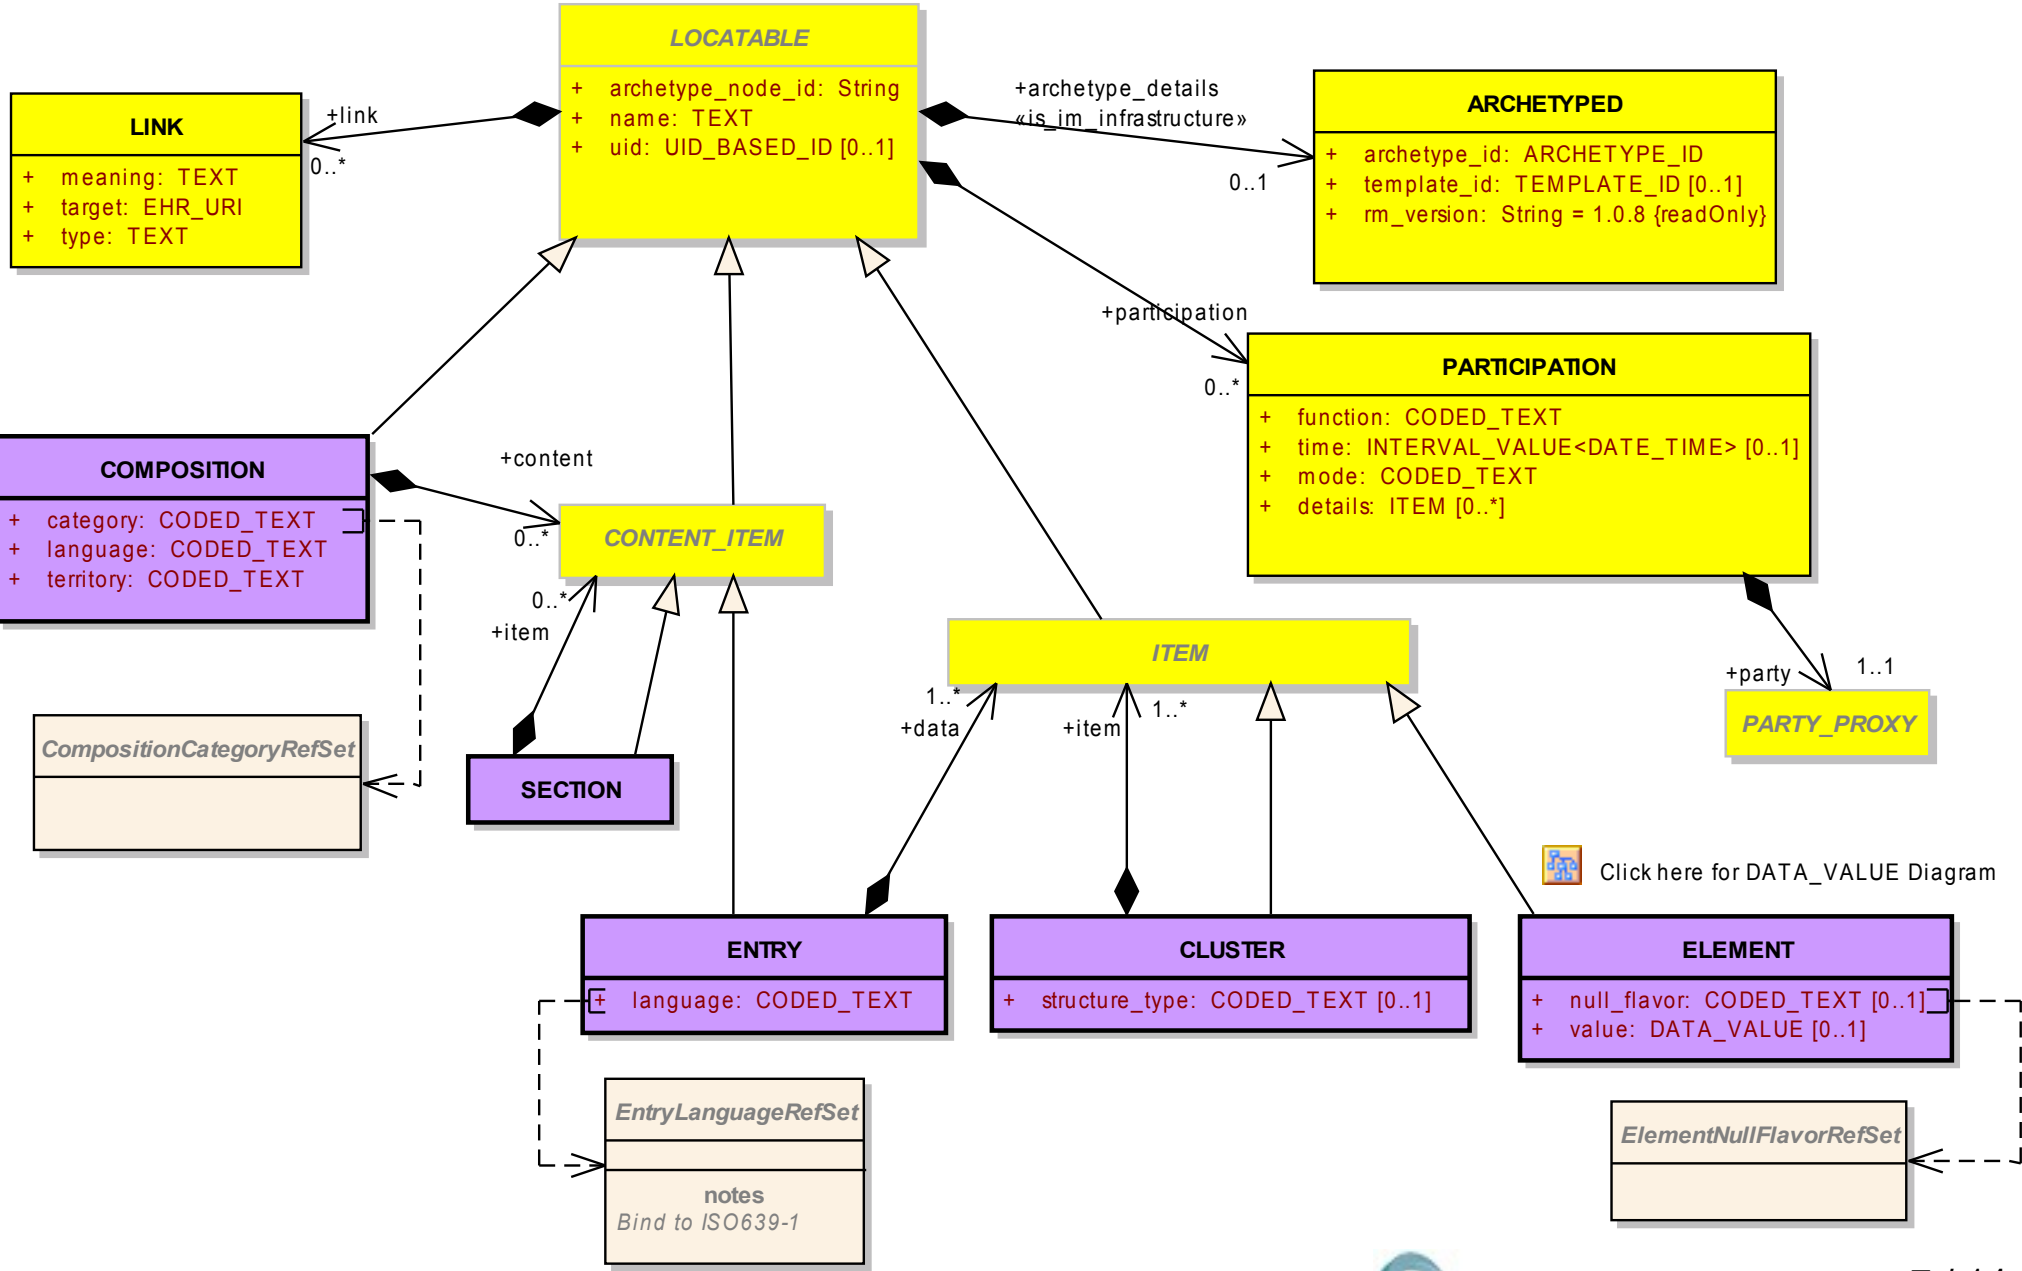 LOCATABLE
+ archetype_node_id: String
+ name: TEXT
+ uid: UID_BASED_ID [0..1]
+link
0..*
LINK
+ meaning: TEXT
+ target: EHR_URI
+ type: TEXT
+archetype_details
«is_im_infrastructure»
0..1
ARCHETYPED
+ archetype_id: ARCHETYPE_ID
+ template_id: TEMPLATE_ID [0..1]
+ rm_version: String = 1.0.8 {readOnly}
+participation
0..*
PARTICIPATION
+ function: CODED_TEXT
+ time: INTERVAL_VALUE<DATE_TIME> [0..1]
+ mode: CODED_TEXT
+ details: ITEM [0..*]
COMPOSITION
+ category: CODED_TEXT
+ language: CODED_TEXT
+ territory: CODED_TEXT
+content
0..*
CONTENT_ITEM
0..*
+item
ITEM
1..*
+data
+item
1..*
+party
1..1
PARTY_PROXY
CompositionCategoryRefSet
SECTION
Click here for DATA_VALUE Diagram
ENTRY
+ language: CODED_TEXT
CLUSTER
+ structure_type: CODED_TEXT [0..1]
ELEMENT
+ null_flavor: CODED_TEXT [0..1]
+ value: DATA_VALUE [0..1]
EntryLanguageRefSet
notes
Bind to ISO639-1
ElementNullFlavorRefSet